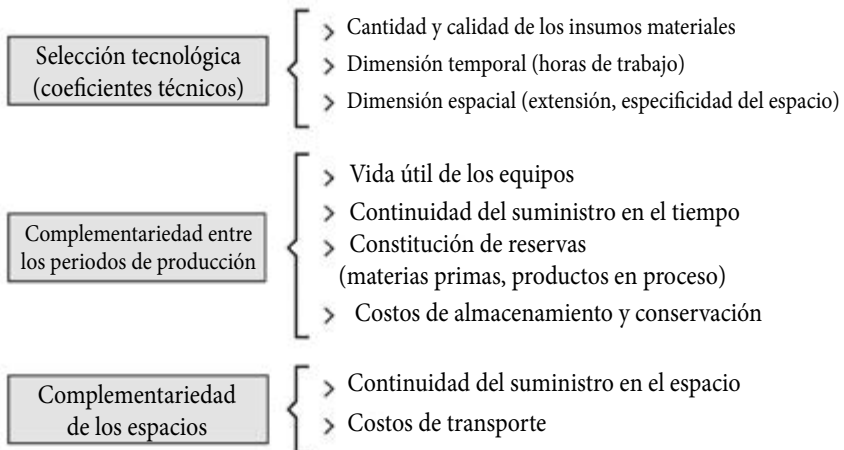 Selección tecnológica
(coeficientes técnicos)
Cantidad y calidad de los insumos materiales
Dimensión temporal (horas de trabajo)
Dimensión espacial (extensión, especificidad del espacio)
Complementariedad entre
los periodos de producción
Vida útil de los equipos
Continuidad del suministro en el tiempo
Constitución de reservas
(materias primas, productos en proceso)
Costos de almacenamiento y conservación
Complementariedad
de los espacios
Continuidad del suministro en el espacio
Costos de transporte